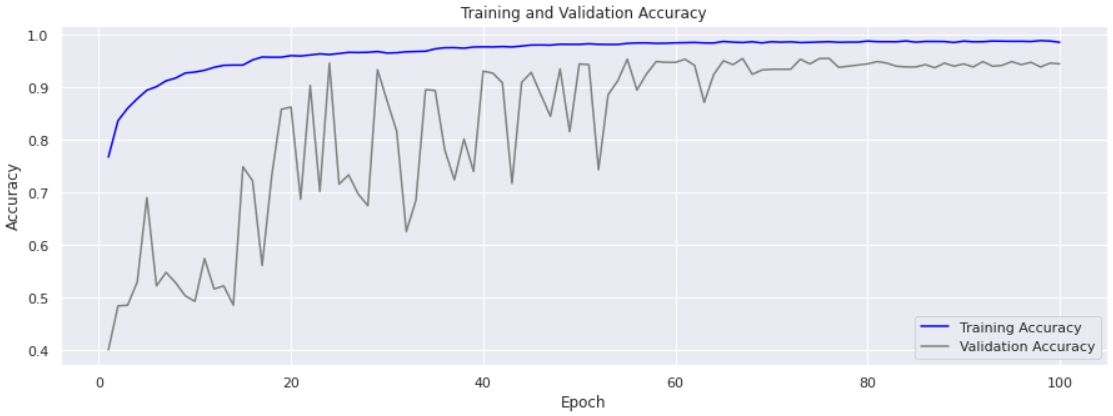 Training and Validation Accuracy
Accuracy
1.0
0.9
0.8
0.7
0.6
0.5
0.4
0 20 40 60 80 100
Epoch
Training Accuracy
Validation Accuracy